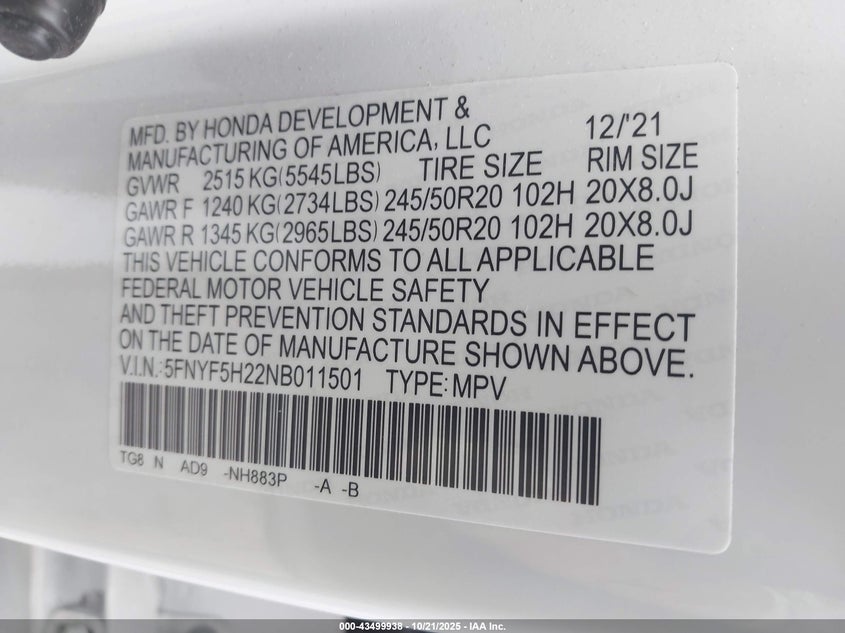 MFD. BY HONDA DEVELOPMENT &
MANUFACTURING OF AMERICA, LLC 12/'21
GVWR 2515 KG(5545LBS) TIRE SIZE RIM SIZE
GAWR F 1240 KG(2734LBS) 245/50R20 102H 20X8.0J
GAWR R 1345 KG(2965LBS) 245/50R20 102H 20X8.0J
THIS VEHICLE CONFORMS TO ALL APPLICABLE
FEDERAL MOTOR VEHICLE SAFETY
AND THEFT PREVENTION STANDARDS IN EFFECT
ON THE DATE OF MANUFACTURE SHOWN ABOVE.
V.I.N.:5FNYF5H22NB011501 TYPE:MPV
TG8 N AD9 -NH883P -A -B
000-43499938 - 10/21/2025 - IAA Inc.